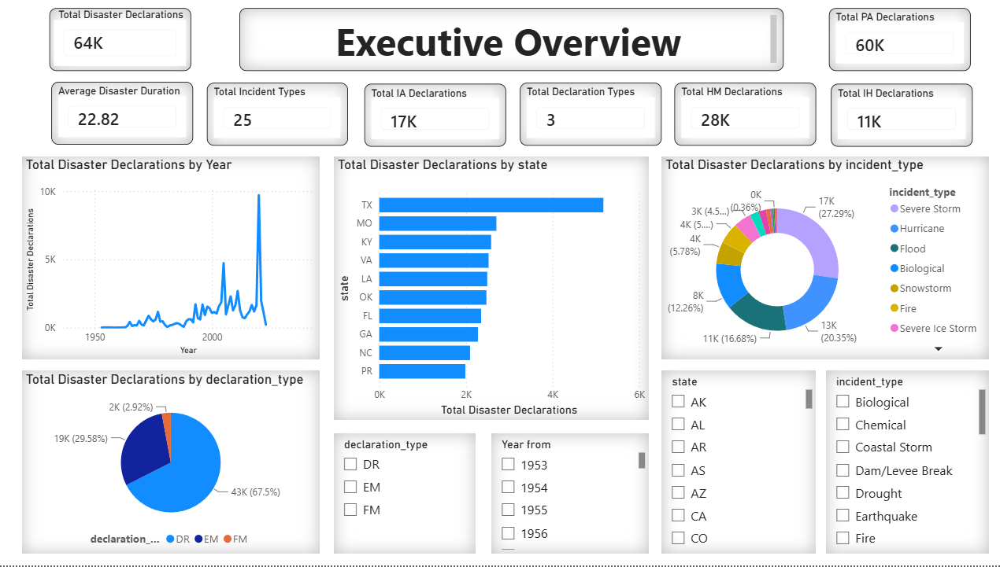 Total Disaster Declarations
64K
Executive Overview
Total PA Declarations
60K
Average Disaster Duration
22.82
Total Incident Types
25
Total IA Declarations
17K
Total Declaration Types
3
Total HM Declarations
28K
Total IH Declarations
11K
Total Disaster Declarations by Year
10K
5K
0K
1950
2000
Total Disaster Declarations
Year
Total Disaster Declarations by state
TX
MO
KY
VA
LA
OK
FL
GA
NC
PR
0K
2K
4K
6K
state
Total Disaster Declarations
Total Disaster Declarations by incident_type
0K
(0.36%)
3K (4.5...)
4K (5....)
4K
(5.78%)
8K
(12.26%)
11K (16.68%)
13K
(20.35%)
17K
(27.29%)
incident_type
Severe Storm
Hurricane
Flood
Biological
Snowstorm
Fire
Severe Ice Storm
Total Disaster Declarations by declaration_type
2K (2.92%)
19K (29.58%)
43K (67.5%)
declaration_...
DR
EM
FM
declaration_type
DR
EM
FM
Year from
1953
1954
1955
1956
state
AK
AL
AR
AS
AZ
CA
CO
incident_type
Biological
Chemical
Coastal Storm
Dam/Levee Break
Drought
Earthquake
Fire